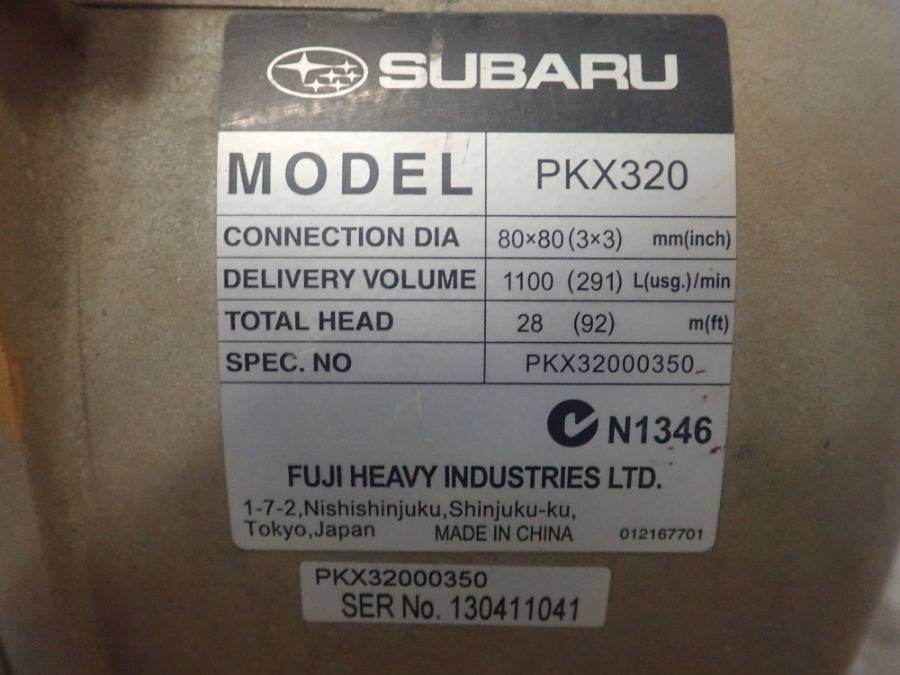 SUBARU
MODEL PKX320
CONNECTION DIA 80×80 (3×3) mm(inch)
DELIVERY VOLUME 1100 (291) L(usg.)/min
TOTAL HEAD 28 (92) m(ft)
SPEC. NO PKX32000350
N1346
FUJI HEAVY INDUSTRIES LTD.
1-7-2,Nishishinjuku,Shinjuku-ku,
Tokyo,Japan MADE IN CHINA 012167701
PKX32000350
SER No. 130411041